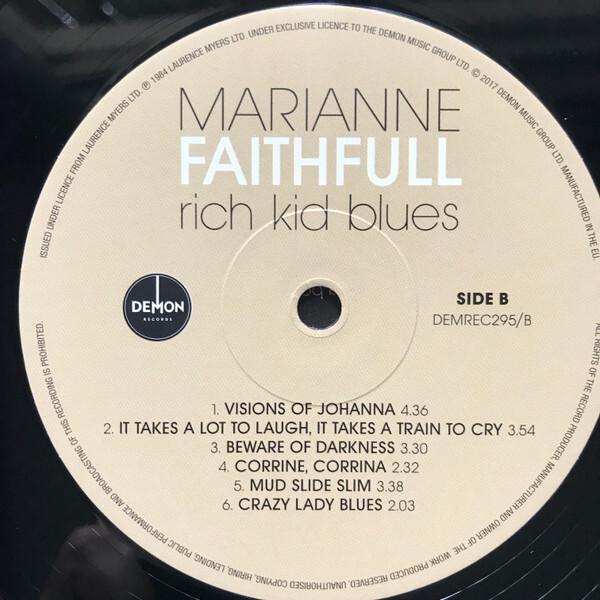 ISSUED UNDER LICENCE FROM LAURENCE MYERS LTD. ℗ 1984 LAURENCE MYERS LTD. UNDER EXCLUSIVE LICENCE TO THE DEMON MUSIC GROUP LTD. © 2017 DEMON MUSIC GROUP LTD. MANUFACTURED IN THE EU.
MARIANNE
FAITHFULL
rich kid blues
DEMON
RECORDS
SIDE B
DEMREC295/B
1. VISIONS OF JOHANNA 4.36
2. IT TAKES A LOT TO LAUGH, IT TAKES A TRAIN TO CRY 3.54
3. BEWARE OF DARKNESS 3.30
4. CORRINE, CORRINA 2.32
5. MUD SLIDE SLIM 3.38
6. CRAZY LADY BLUES 2.03
ALL RIGHTS OF THE RECORD PRODUCER, MANUFACTURER AND OWNER OF THE WORK PRODUCED RESERVED. UNAUTHORISED COPYING, HIRING, LENDING, PUBLIC PERFORMANCE AND BROADCASTING OF THIS RECORDING IS PROHIBITED.